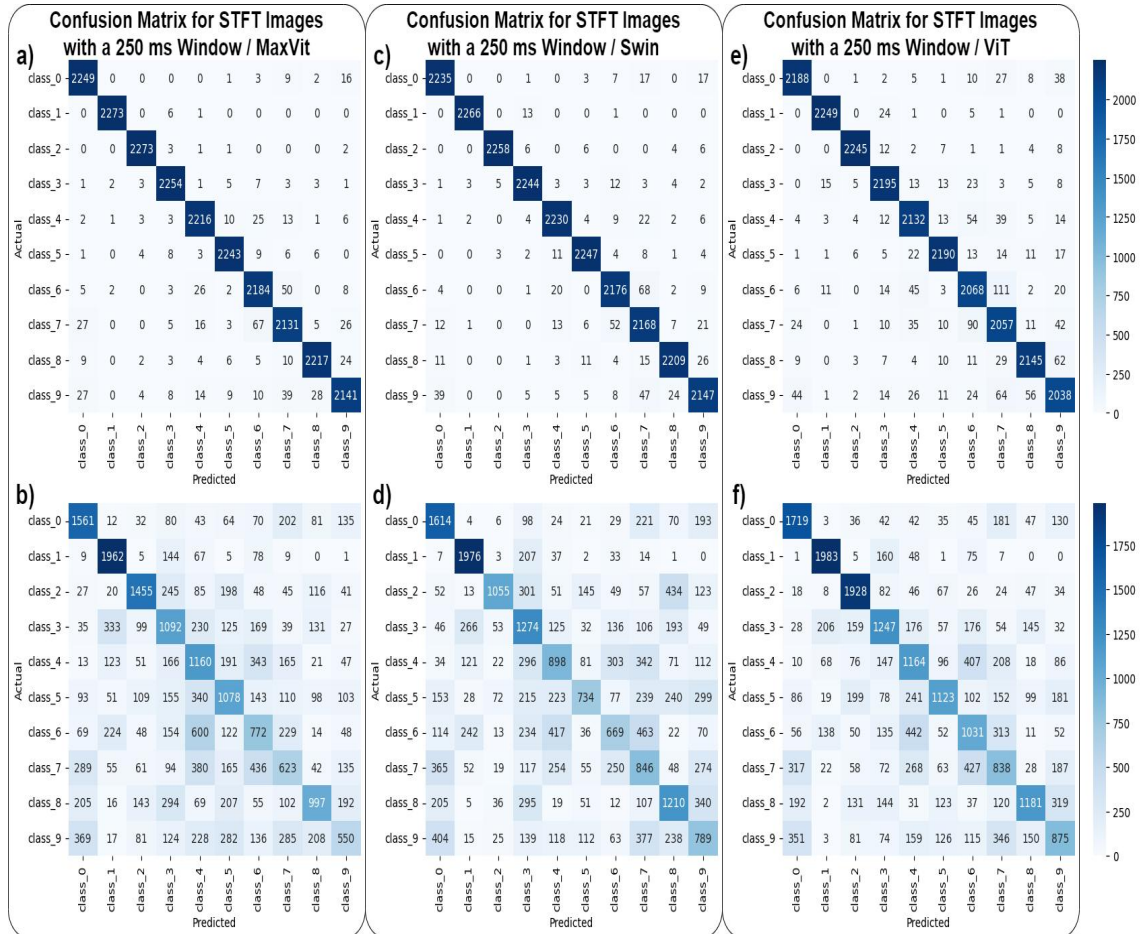 Confusion Matrix for STFT Images
with a 250 ms Window / MaxVit
a)
class_0 2249 0 0 0 0 1 3 9 2 16
class_1 0 2273 0 6 1 0 0 0 0 0
class_2 0 0 2273 3 1 1 0 0 0 2
class_3 1 2 3 2254 1 5 7 3 3 1
class_4 2 1 3 3 2216 10 25 13 1 6
class_5 1 0 4 8 3 2243 9 6 6 0
class_6 5 2 0 3 26 2 2184 50 0 8
class_7 27 0 0 5 16 3 67 2131 5 26
class_8 9 0 2 3 4 6 5 10 2217 24
class_9 27 0 4 8 14 9 10 39 28 2141
Actual
class_0 class_1 class_2 class_3 class_4 class_5 class_6 class_7 class_8 class_9
Predicted
b)
class_0 1561 12 32 80 43 64 70 202 81 135
class_1 9 1962 5 144 67 5 78 9 0 1
class_2 27 20 1455 245 85 198 48 45 116 41
class_3 35 333 99 1092 230 125 169 39 131 27
class_4 13 123 51 166 1160 191 343 165 21 47
class_5 93 51 109 155 340 1078 143 110 98 103
class_6 69 224 48 154 600 122 772 229 14 48
class_7 289 55 61 94 380 165 436 623 42 135
class_8 205 16 143 294 69 207 55 102 997 192
class_9 369 17 81 124 228 282 136 285 208 550
Actual
class_0 class_1 class_2 class_3 class_4 class_5 class_6 class_7 class_8 class_9
Predicted
Confusion Matrix for STFT Images
with a 250 ms Window / Swin
c)
class_0 2235 0 0 1 0 3 7 17 0 17
class_1 0 2266 0 13 0 0 1 0 0 0
class_2 0 0 2258 6 0 6 0 0 4 6
class_3 1 3 5 2244 3 3 12 3 4 2
class_4 1 2 0 4 2230 4 9 22 2 6
class_5 0 0 3 2 11 2247 4 8 1 4
class_6 4 0 1 20 0 0 2176 68 2 9
class_7 12 1 0 0 13 6 52 2168 7 21
class_8 11 0 0 1 3 11 4 15 2209 26
class_9 39 0 0 5 5 5 8 47 24 2147
Actual
class_0 class_1 class_2 class_3 class_4 class_5 class_6 class_7 class_8 class_9
Predicted
d)
class_0 1614 4 6 98 24 21 29 221 70 193
class_1 7 1976 3 207 37 2 33 14 1 0
class_2 52 13 1055 301 51 145 49 57 434 123
class_3 46 266 53 1274 125 32 136 106 193 49
class_4 34 121 22 296 898 81 303 342 71 112
class_5 153 28 72 215 223 734 77 239 240 299
class_6 114 242 13 234 417 36 669 463 22 70
class_7 365 52 19 117 254 55 250 846 48 274
class_8 205 5 36 295 19 51 12 107 1210 340
class_9 404 15 25 139 118 112 63 377 238 789
Actual
class_0 class_1 class_2 class_3 class_4 class_5 class_6 class_7 class_8 class_9
Predicted
Confusion Matrix for STFT Images
with a 250 ms Window / ViT
e)
class_0 2188 0 1 2 5 1 10 27 8 38
class_1 0 2249 0 24 1 0 5 1 0 0
class_2 0 0 2245 12 2 7 1 1 4 8
class_3 0 15 5 2195 13 13 23 3 5 8
class_4 4 3 4 12 2132 13 54 39 5 14
class_5 1 1 6 5 22 2190 13 14 11 17
class_6 6 11 0 14 45 3 2068 111 2 20
class_7 24 0 1 10 35 10 90 2057 11 42
class_8 9 0 3 7 4 10 11 29 2145 62
class_9 44 1 2 14 26 11 24 64 56 2038
Actual
class_0 class_1 class_2 class_3 class_4 class_5 class_6 class_7 class_8 class_9
Predicted
2000
1750
1500
1250
1000
750
500
250
0
f)
class_0 1719 3 36 42 42 35 45 181 47 130
class_1 1 1983 5 160 48 1 75 7 0 0
class_2 18 8 1928 82 46 67 26 24 47 34
class_3 28 206 159 1247 176 57 176 54 145 32
class_4 10 68 76 147 1164 96 407 208 18 86
class_5 86 19 199 78 241 1123 102 152 99 181
class_6 56 138 50 135 442 52 1031 313 11 52
class_7 317 22 58 72 268 63 427 838 28 187
class_8 192 2 131 144 31 123 37 120 1181 319
class_9 351 3 81 74 159 126 115 346 150 875
Actual
class_0 class_1 class_2 class_3 class_4 class_5 class_6 class_7 class_8 class_9
Predicted
1750
1500
1250
1000
750
500
250
0